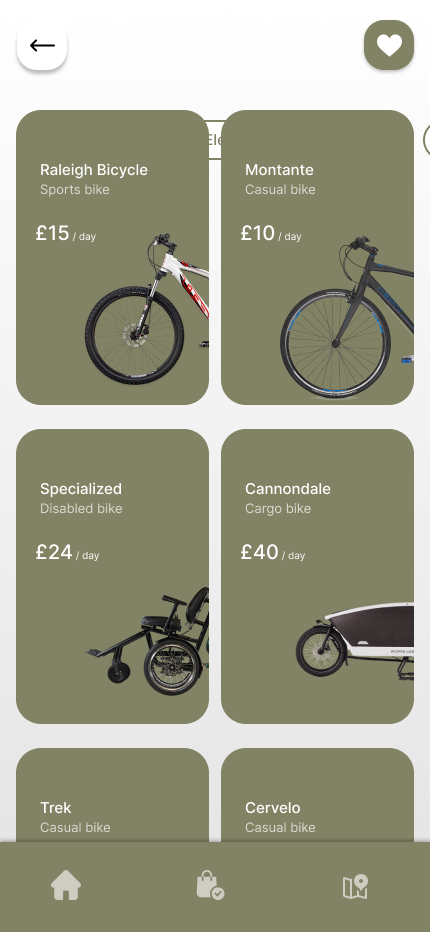 Ele
Raleigh Bicycle
Sports bike
£15 / day
Montante
Casual bike
£10 / day
Specialized
Disabled bike
£24 / day
Cannondale
Cargo bike
£40 / day
Trek
Casual bike
Cervelo
Casual bike